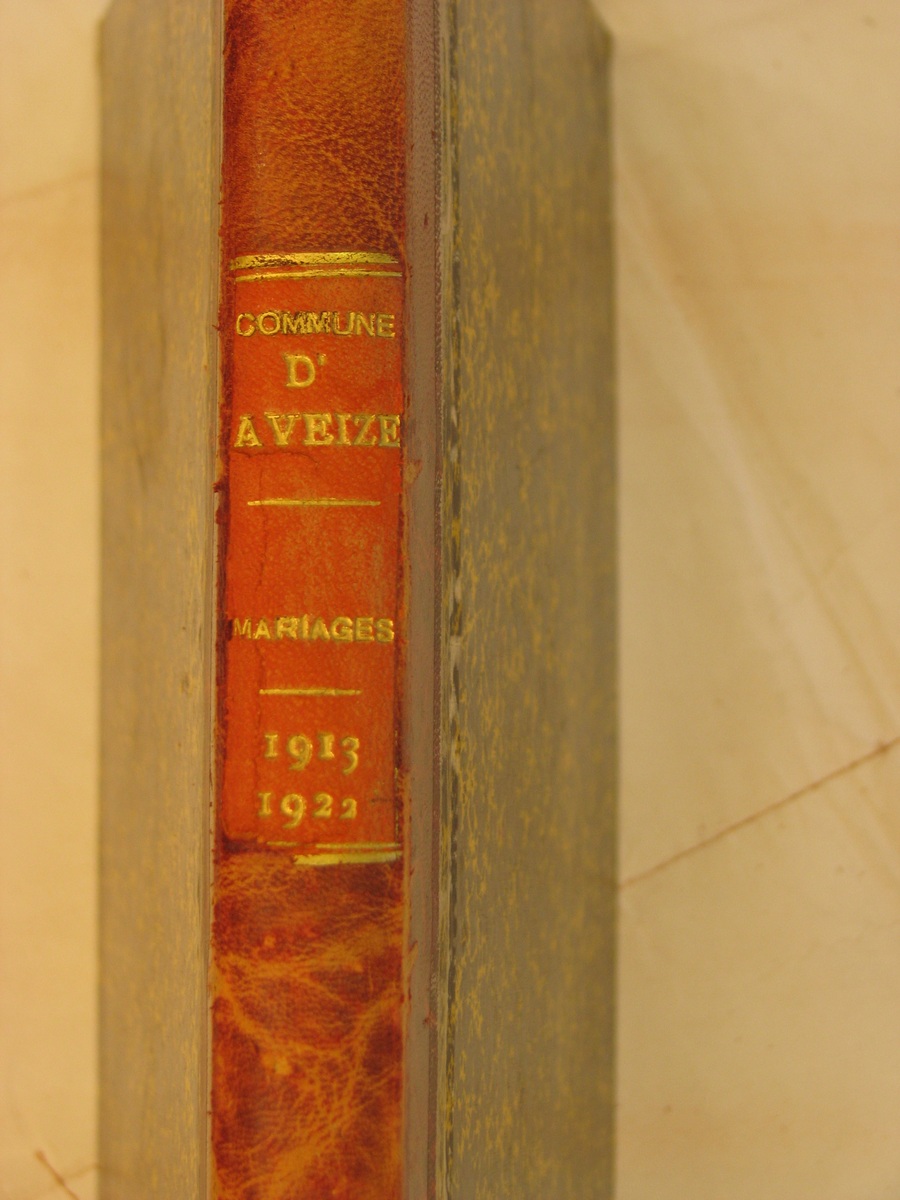 COMMUNE
D'
AVEIZE
MARIAGES
1913
1922